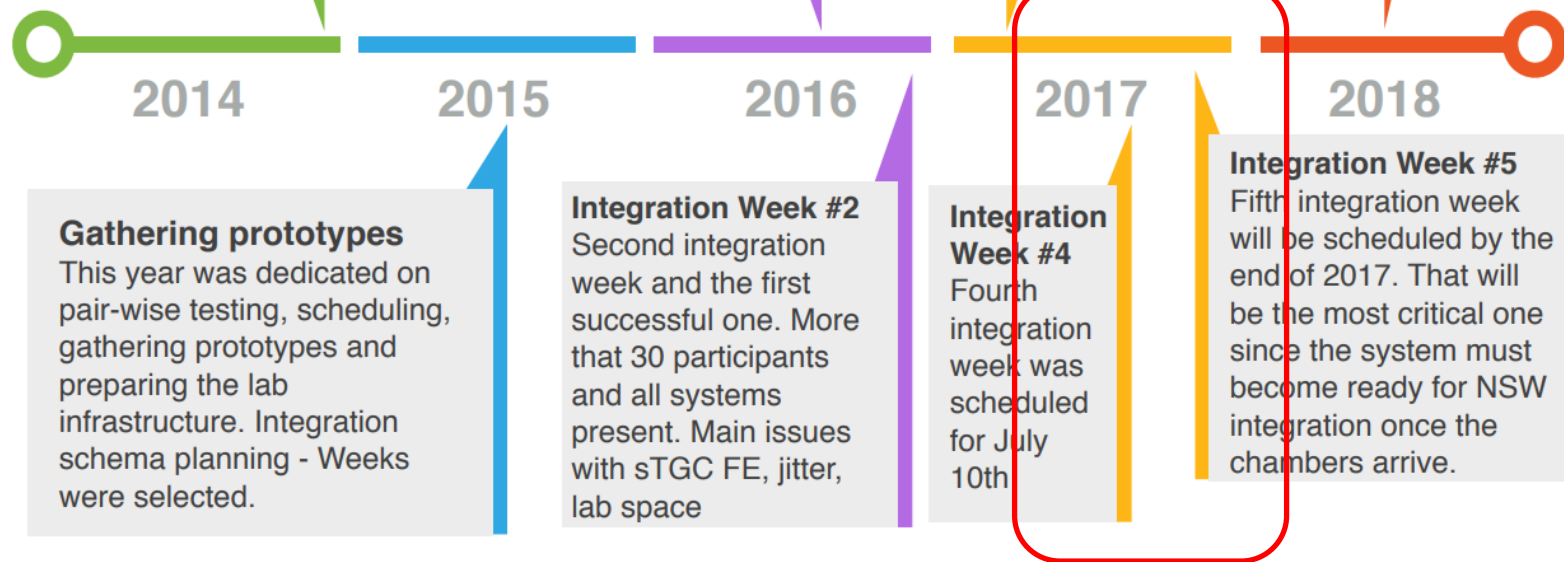 2014
2015
2016
2017
2018
Gathering prototypes
This year was dedicated on
pair-wise testing, scheduling,
gathering prototypes and
preparing the lab
infrastructure. Integration
schema planning - Weeks
were selected.
Integration Week #2
Second integration
week and the first
successful one. More
that 30 participants
and all systems
present. Main issues
with sTGC FE, jitter,
lab space
Integration
Week #4
Fourth
integration
week was
scheduled
for July
10th
Integration Week #5
Fifth integration week
will be scheduled by the
end of 2017. That will
be the most critical one
since the system must
become ready for NSW
integration once the
chambers arrive.